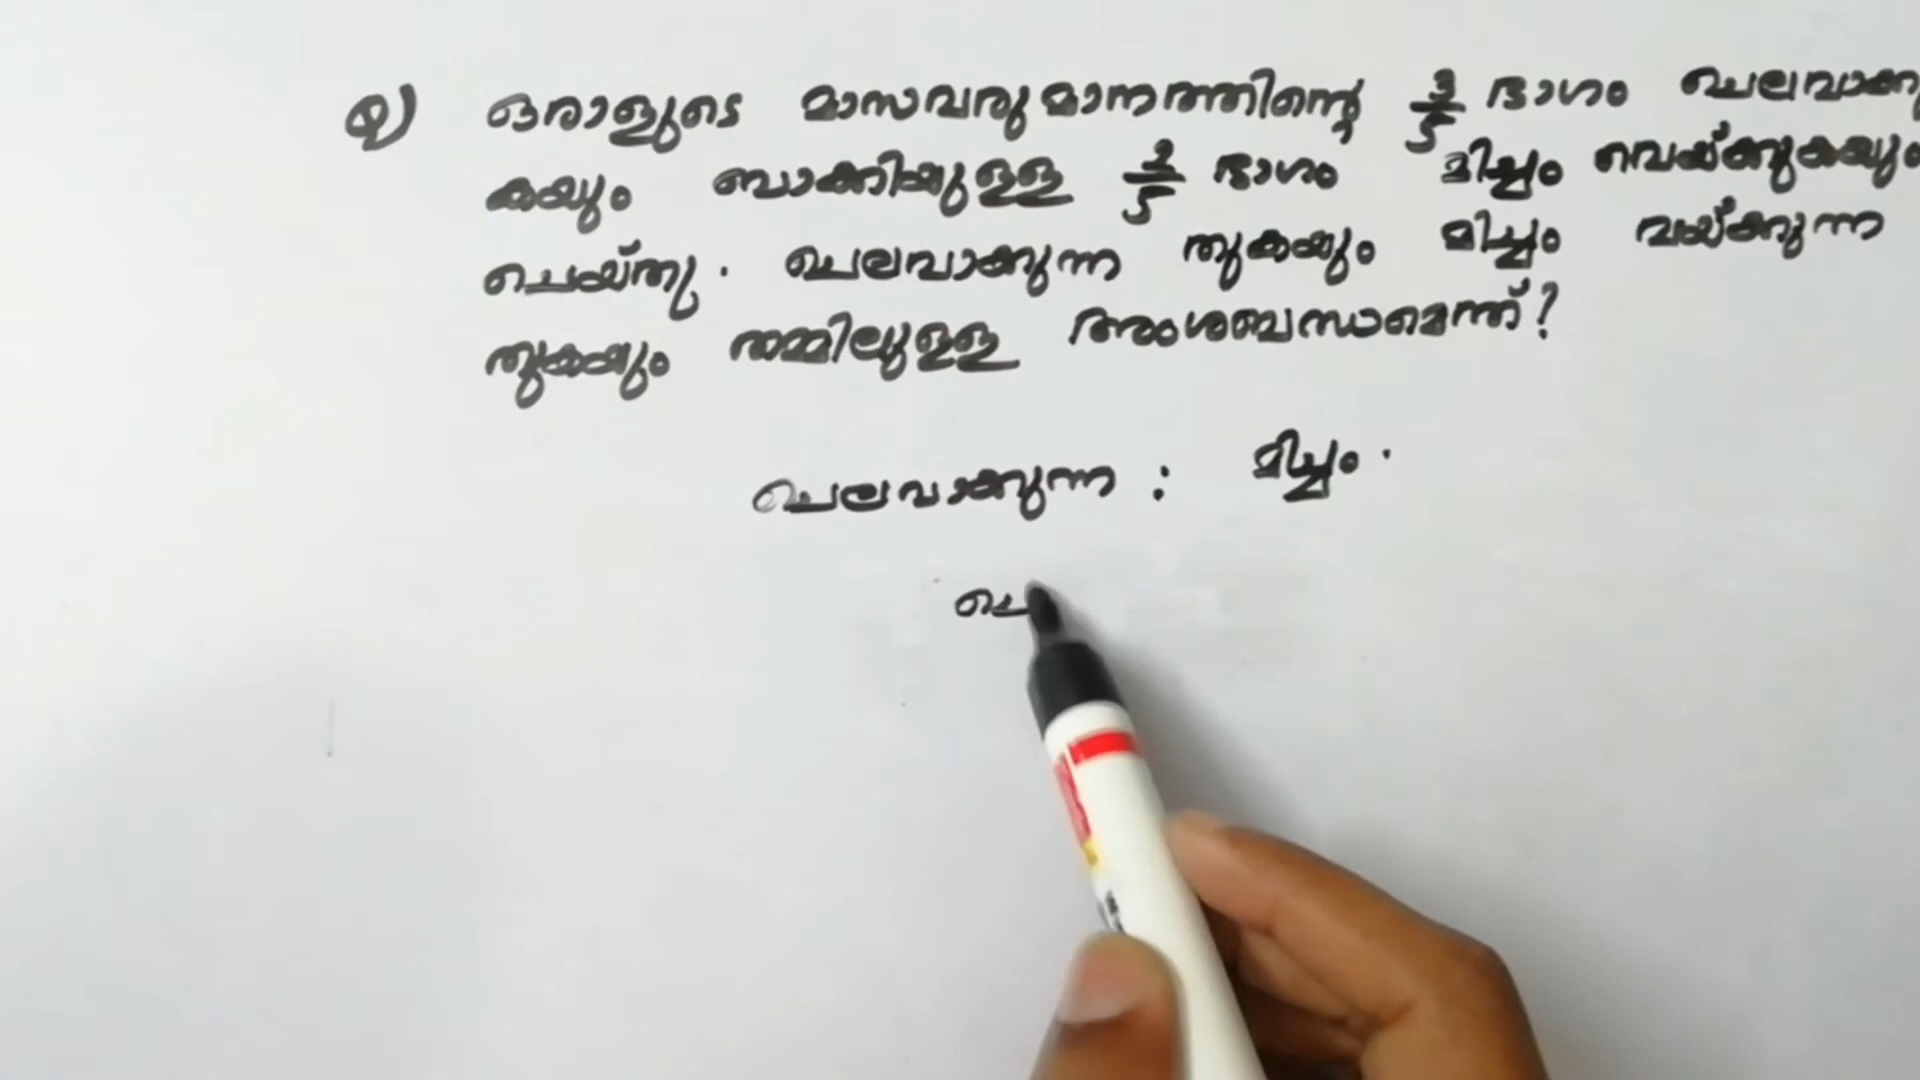 Q) ഒരാളുടെ മാസവരുമാനത്തിന്റെ 3/5 ഭാഗം ചെലവാക്കു
കയും ബാക്കിയുള്ള 2/5 ഭാഗം മിച്ചം വെയ്ക്കുകയും
ചെയ്തു. ചെലവാക്കുന്ന തുകയും മിച്ചം വയ്ക്കുന്ന
തുകയും തമ്മിലുള്ള അംശബന്ധമെന്ത്?
ചെലവാക്കുന്ന : മിച്ചം.
ചെ